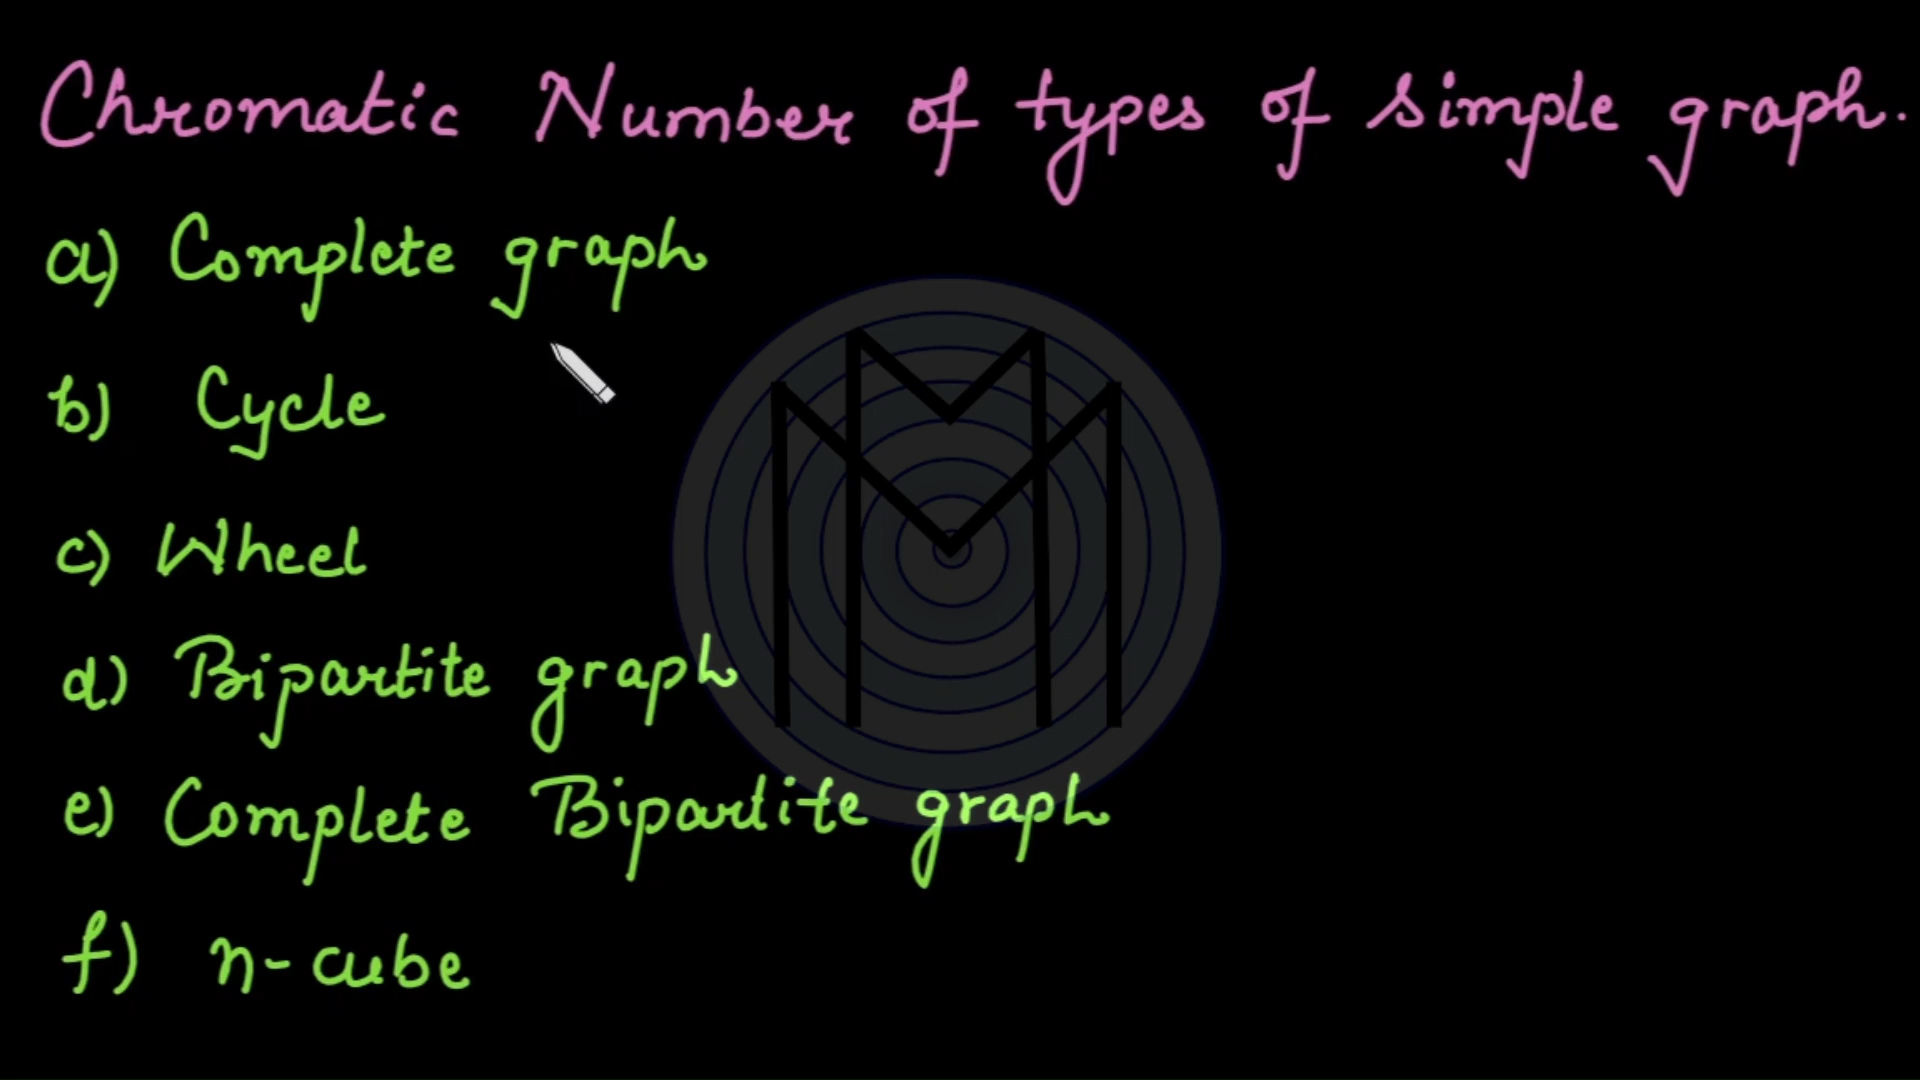 Chromatic Number of types of simple graph.
a) Complete graph
b) Cycle
c) Wheel
d) Bipartite graph
e) Complete Bipartite graph
f) n-cube